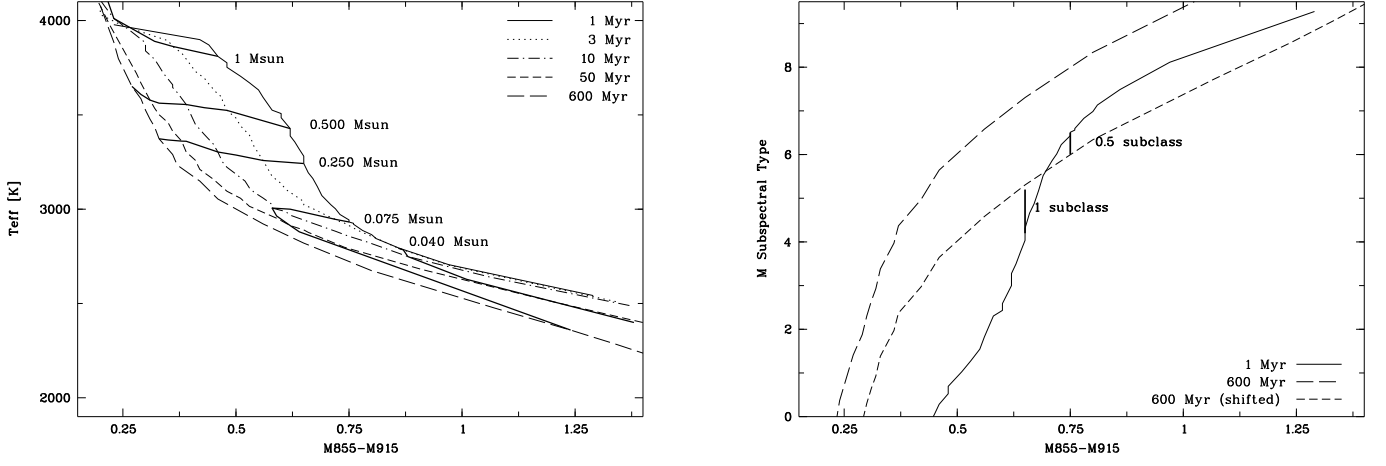 4000
3000
2000
Teff [K]
0.25
0.5
0.75
1
1.25
M855-M915
1 Myr
3 Myr
10 Myr
50 Myr
600 Myr
1 Msun
0.500 Msun
0.250 Msun
0.075 Msun
0.040 Msun
8
6
4
2
0
M Subspectral Type
0.25
0.5
0.75
1
1.25
M855-M915
0.5 subclass
1 subclass
1 Myr
600 Myr
600 Myr (shifted)